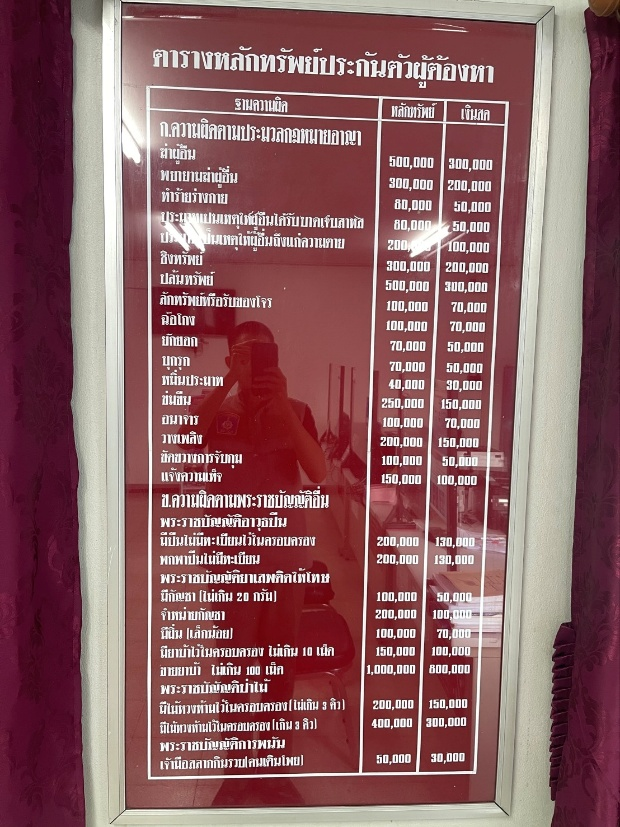 ตารางหลักทรัพย์ประกันตัวผู้ต้องหา
ฐานความผิด หลักทรัพย์ เงินสด
ก.ความผิดตามประมวลกฎหมายอาญา
ฆ่าผู้อื่น 500,000 300,000
พยายามฆ่าผู้อื่น 300,000 200,000
ทำร้ายร่างกาย 80,000 50,000
ประมาทเป็นเหตุให้ผู้อื่นได้รับบาดเจ็บสาหัส 80,000 50,000
ประมาทเป็นเหตุให้ผู้อื่นถึงแก่ความตาย 200,000 100,000
ชิงทรัพย์ 300,000 200,000
ปล้นทรัพย์ 500,000 300,000
ลักทรัพย์หรือรับของโจร 100,000 70,000
ฉ้อโกง 100,000 70,000
ยักยอก 70,000 50,000
บุกรุก 70,000 50,000
หมิ่นประมาท 40,000 30,000
ข่มขืน 250,000 150,000
อนาจาร 100,000 70,000
วางเพลิง 200,000 150,000
ขัดขวางการจับกุม 100,000 50,000
แจ้งความเท็จ 150,000 100,000
ข.ความผิดตามพระราชบัญญัติอื่น
พระราชบัญญัติอาวุธปืน
มีปืนไม่มีทะเบียนไว้ในครอบครอง 200,000 130,000
พกพาปืนไม่มีทะเบียน 200,000 130,000
พระราชบัญญัติยาเสพติดให้โทษ
มีกัญชา (ไม่เกิน 20 กรัม) 100,000 50,000
จำหน่ายกัญชา 200,000 100,000
มีฝิ่น (เล็กน้อย) 100,000 70,000
มียาบ้าไว้ในครอบครอง ไม่เกิน 10 เม็ด 150,000 100,000
ขายยาบ้า ไม่เกิน 100 เม็ด 1,000,000 800,000
พระราชบัญญัติป่าไม้
มีไม้หวงห้ามไว้ในครอบครอง (ไม่เกิน 3 คิว) 200,000 150,000
มีไม้หวงห้ามไว้ในครอบครอง (เกิน 3 คิว) 400,000 300,000
พระราชบัญญัติการพนัน
เจ้ามือสลากกินรวบ(คนเดินโพย) 50,000 30,000